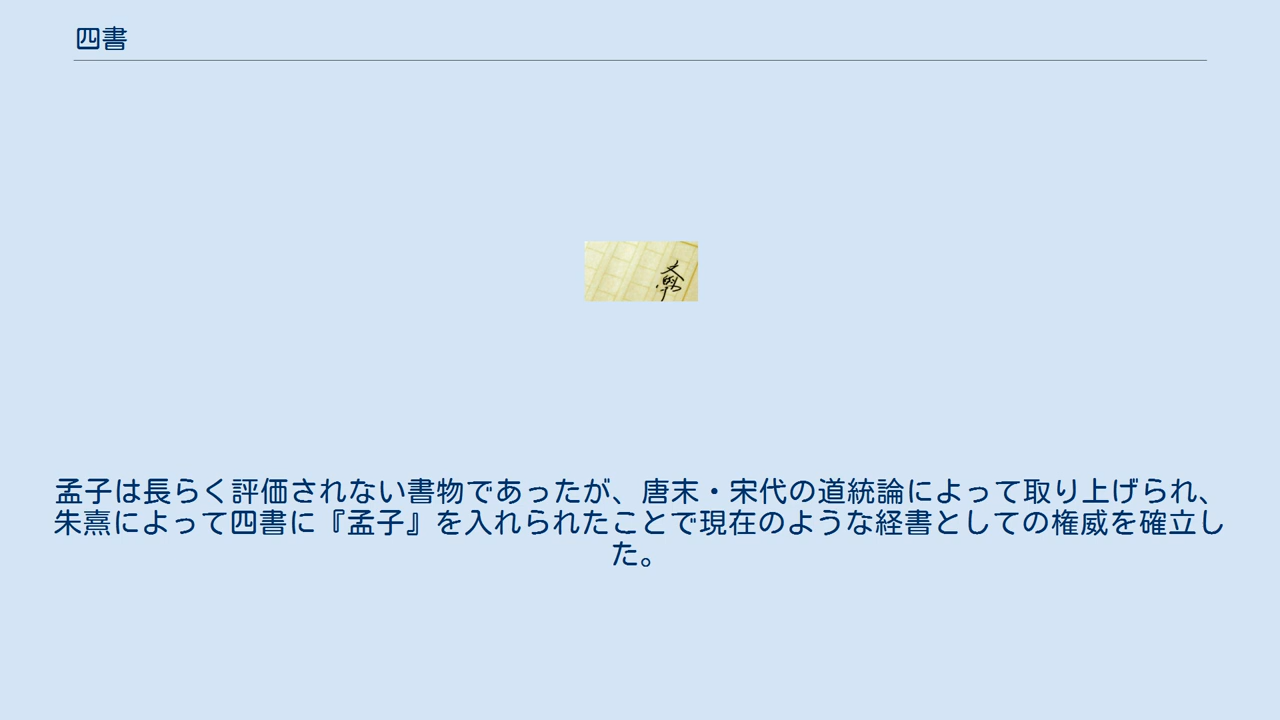 四書
孟子は長らく評価されない書物であったが、唐末・宋代の道統論によって取り上げられ、
朱熹によって四書に『孟子』を入れられたことで現在のような経書としての権威を確立し
た。